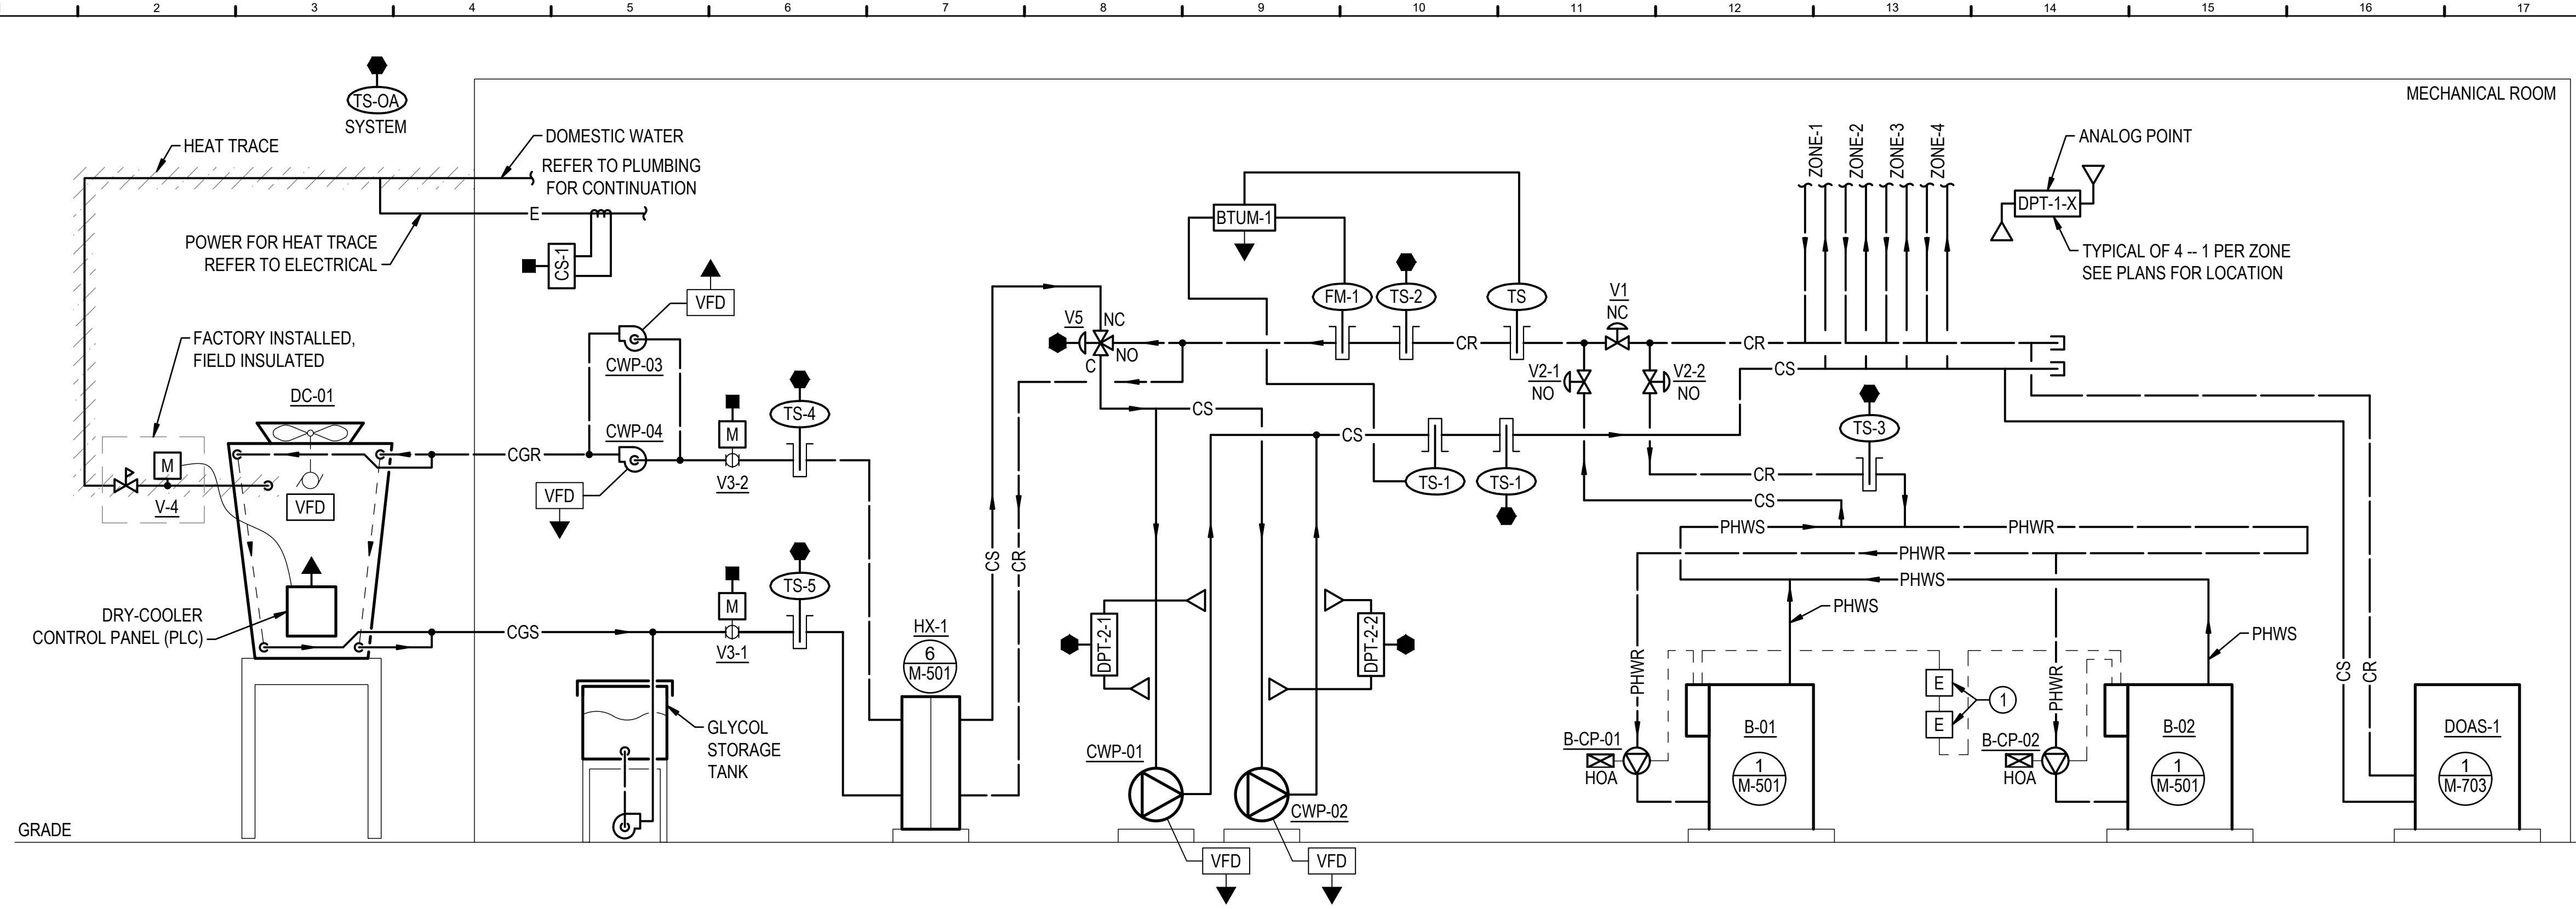 2
3
4
5
6
7
8
9
10
11
12
13
14
15
16
17
MECHANICAL ROOM
TS-OA
SYSTEM
HEAT TRACE
DOMESTIC WATER
REFER TO PLUMBING
FOR CONTINUATION
E
POWER FOR HEAT TRACE
REFER TO ELECTRICAL
CS-1
VFD
CWP-03
FACTORY INSTALLED,
FIELD INSULATED
DC-01
M
V-4
VFD
DRY-COOLER
CONTROL PANEL (PLC)
CGR
CWP-04
VFD
M
V3-2
TS-4
CGS
M
V3-1
TS-5
GLYCOL
STORAGE
TANK
HX-1
6
M-501
CS
CR
V5
NC
NO
C
BTUM-1
FM-1
TS-2
TS
CR
V1
NC
V2-1
NO
V2-2
NO
CR
CS
ZONE-1
ZONE-2
ZONE-3
ZONE-4
ANALOG POINT
DPT-1-X
TYPICAL OF 4 -- 1 PER ZONE
SEE PLANS FOR LOCATION
CS
CS
TS-1
TS-1
TS-3
CR
CS
PHWS
PHWR
PHWR
PHWS
PHWS
PHWS
DPT-2-1
DPT-2-2
CWP-01
CWP-02
VFD
VFD
PHWR
B-CP-01
HOA
B-01
1
M-501
E
E
1
PHWR
B-CP-02
HOA
B-02
1
M-501
CS
CR
DOAS-1
1
M-703
GRADE